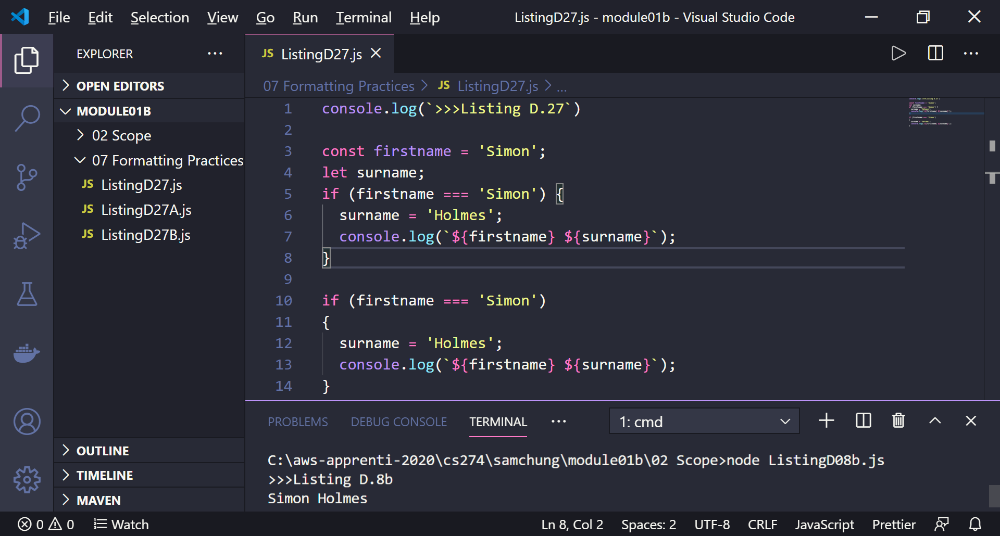 File Edit Selection View Go Run Terminal Help ListingD27.js - module01b - Visual Studio Code
EXPLORER
OPEN EDITORS
MODULE01B
02 Scope
07 Formatting Practices
JS ListingD27.js
JS ListingD27A.js
JS ListingD27B.js
OUTLINE
TIMELINE
MAVEN
JS ListingD27.js
07 Formatting Practices > JS ListingD27.js > ...
1 console.log(`>>>Listing D.27`)
2
3 const firstname = 'Simon';
4 let surname;
5 if (firstname === 'Simon') {
6 surname = 'Holmes';
7 console.log(`${firstname} ${surname}`);
8 }
9
10 if (firstname === 'Simon')
11 {
12 surname = 'Holmes';
13 console.log(`${firstname} ${surname}`);
14 }
PROBLEMS DEBUG CONSOLE TERMINAL ... 1: cmd
C:\aws-apprenti-2020\cs274\samchung\module01b\02 Scope>node ListingD08b.js
>>>Listing D.8b
Simon Holmes
0 0 Watch Ln 8, Col 2 Spaces: 2 UTF-8 CRLF JavaScript Prettier